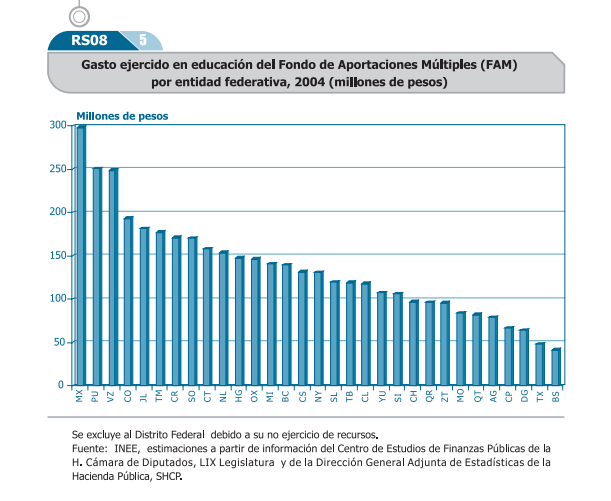 RS08 5
Gasto ejercido en educación del Fondo de Aportaciones Múltiples (FAM)
por entidad federativa, 2004 (millones de pesos)
Millones de pesos
300
250
200
150
100
50
0
MX PU VZ CO JL TM CR SO CT NL HG OX MI BC CS NY SL TB CL YU SI CH QR ZT MO QT AG CP DG TX BS
Se excluye al Distrito Federal debido a su no ejercicio de recursos.
Fuente: INEE, estimaciones a partir de información del Centro de Estudios de Finanzas Públicas de la
H. Cámara de Diputados, LIX Legislatura y de la Dirección General Adjunta de Estadísticas de la
Hacienda Pública, SHCP.